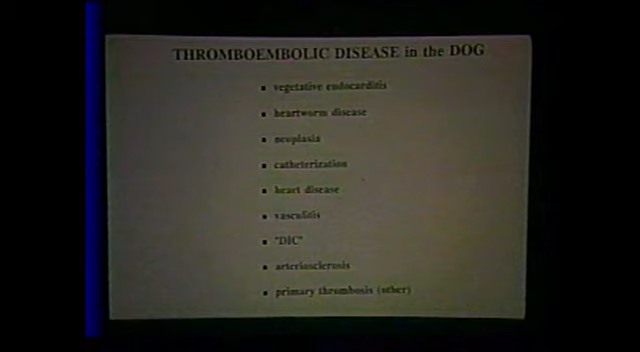 THROMBOEMBOLIC DISEASE in the DOG
▪ vegetative endocarditis
▪ heartworm disease
▪ neoplasia
▪ catheterization
▪ heart disease
▪ vasculitis
▪ "DIC"
▪ arteriosclerosis
▪ primary thrombosis (other)